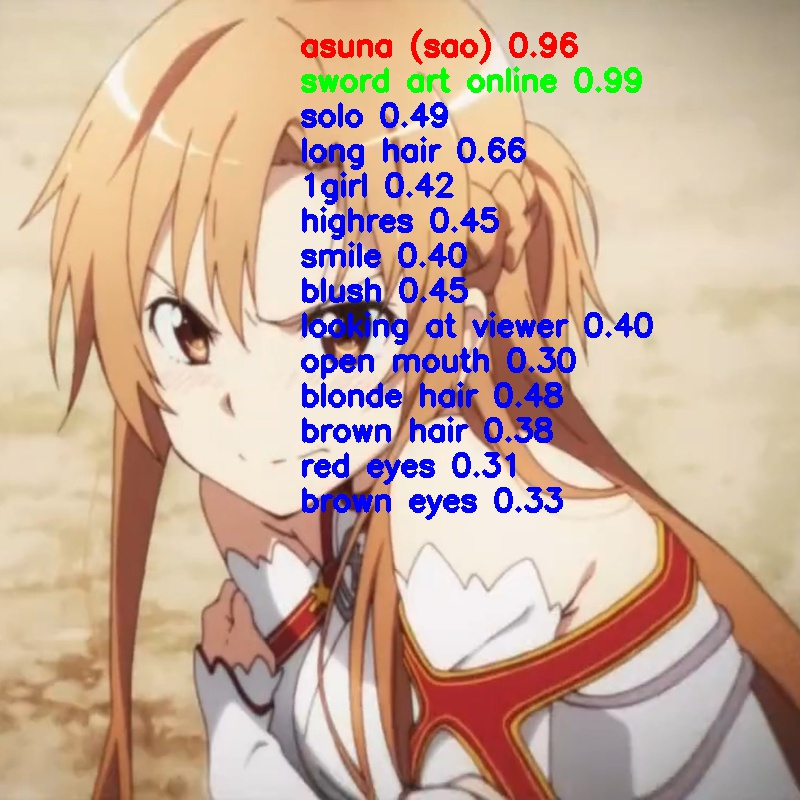 asuna (sao) 0.96
sword art online 0.99
solo 0.49
long hair 0.66
1girl 0.42
highres 0.45
smile 0.40
blush 0.45
looking at viewer 0.40
open mouth 0.30
blonde hair 0.48
brown hair 0.38
red eyes 0.31
brown eyes 0.33